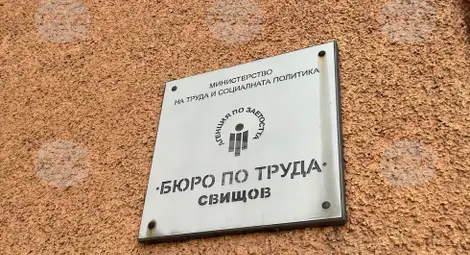 МИНИСТЕРСТВО
НА ТРУДА И СОЦИАЛНАТА ПОЛИТИКА
АГЕНЦИЯ ПО ЗАЕТОСТТА
·БЮРО ПО ТРУДА·
СВИЩОВ